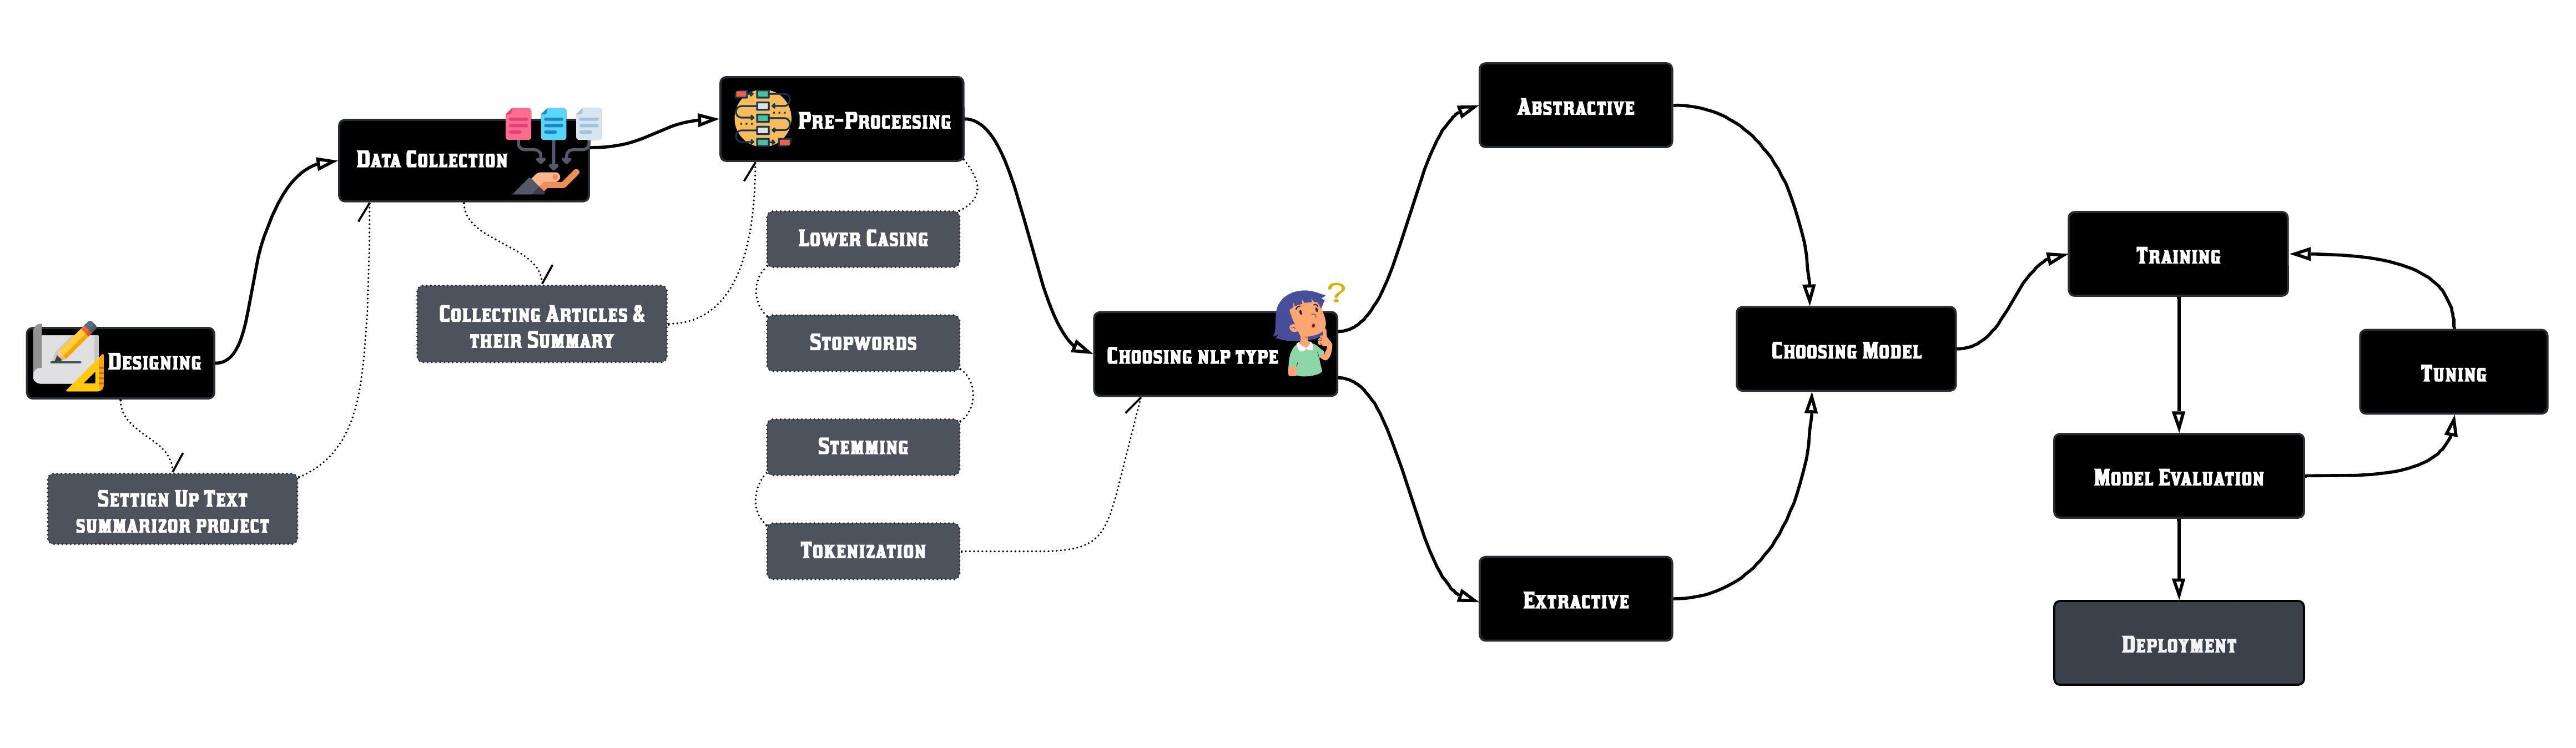 Designing
Settign Up Text
summarizor project
Data Collection
Collecting Articles &
their Summary
Pre-Proceesing
Lower Casing
Stopwords
Stemming
Tokenization
Choosing nlp type
?
Abstractive
Extractive
Choosing Model
Training
Model Evaluation
Tuning
Deployment